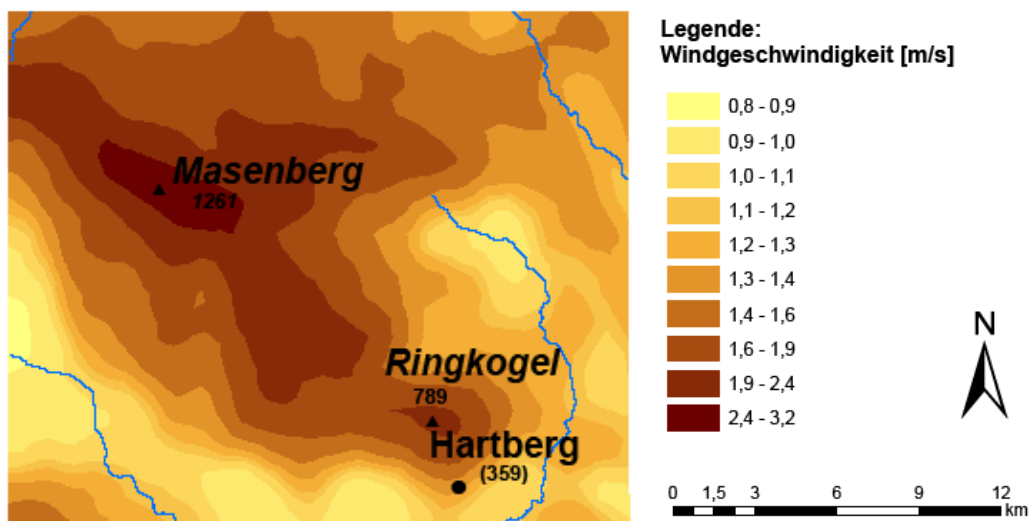 Masenberg
1261
Ringkogel
789
Hartberg
(359)
Legende:
Windgeschwindigkeit [m/s]
0,8 - 0,9
0,9 - 1,0
1,0 - 1,1
1,1 - 1,2
1,2 - 1,3
1,3 - 1,4
1,4 - 1,6
1,6 - 1,9
1,9 - 2,4
2,4 - 3,2
N
0 1,5 3 6 9 12
km